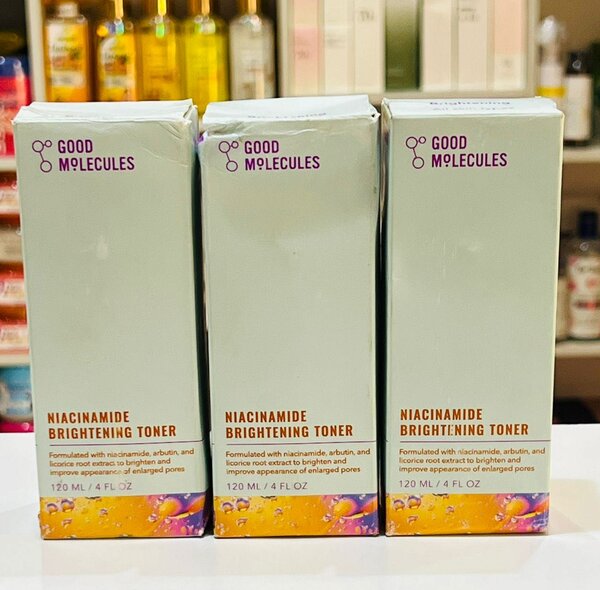 GOOD
MOLECULES
NIACINAMIDE
BRIGHTENING TONER
Formulated with niacinamide, arbutin, and
licorice root extract to brighten and
improve appearance of enlarged pores
120 ML / 4 FL OZ
GOOD
MOLECULES
NIACINAMIDE
BRIGHTENING TONER
Formulated with niacinamide, arbutin, and
licorice root extract to brighten and
improve appearance of enlarged pores
120 ML / 4 FL OZ
Brightening
All skin types
GOOD
MOLECULES
NIACINAMIDE
BRIGHTENING TONER
Formulated with niacinamide, arbutin, and
licorice root extract to brighten and
improve appearance of enlarged pores
120 ML / 4 FL OZ